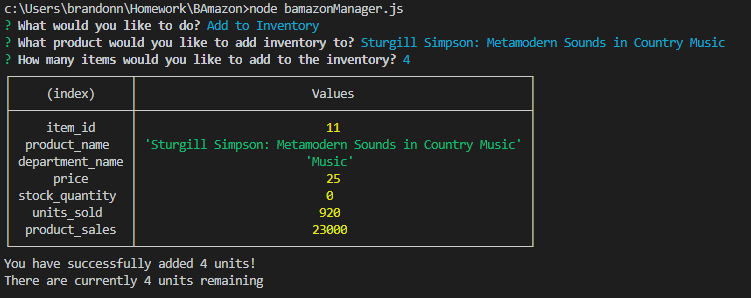 c:\Users\brandonn\Homework\BAmazon>node bamazonManager.js
? What would you like to do? Add to Inventory
? What product would you like to add inventory to? Sturgill Simpson: Metamodern Sounds in Country Music
? How many items would you like to add to the inventory? 4
(index) Values
item_id 11
product_name 'Sturgill Simpson: Metamodern Sounds in Country Music'
department_name 'Music'
price 25
stock_quantity 0
units_sold 920
product_sales 23000
You have successfully added 4 units!
There are currently 4 units remaining